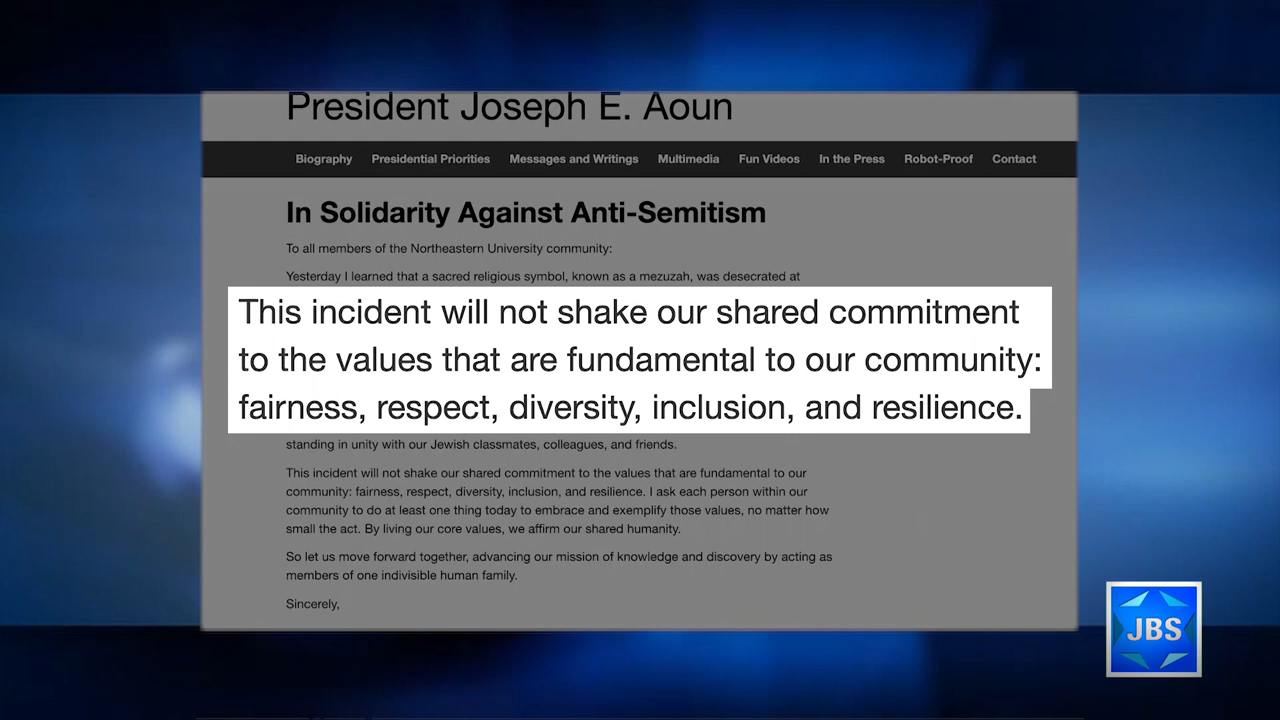 President Joseph E. Aoun
Biography Presidential Priorities Messages and Writings Multimedia Fun Videos In the Press Robot-Proof Contact
In Solidarity Against Anti-Semitism
To all members of the Northeastern University community:
Yesterday I learned that a sacred religious symbol, known as a mezuzah, was desecrated at
This incident will not shake our shared commitment
to the values that are fundamental to our community:
fairness, respect, diversity, inclusion, and resilience.
standing in unity with our Jewish classmates, colleagues, and friends.
This incident will not shake our shared commitment to the values that are fundamental to our
community: fairness, respect, diversity, inclusion, and resilience. I ask each person within our
community to do at least one thing today to embrace and exemplify those values, no matter how
small the act. By living our core values, we affirm our shared humanity.
So let us move forward together, advancing our mission of knowledge and discovery by acting as
members of one indivisible human family.
Sincerely,
JBS